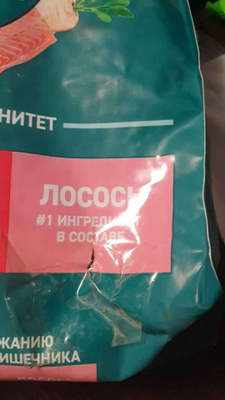 НИТЕТ
ЛОСОСЬ
#1 ИНГРЕДИЕНТ
В СОСТАВЕ
ЖАНИЮ
ИШЕЧНИКА